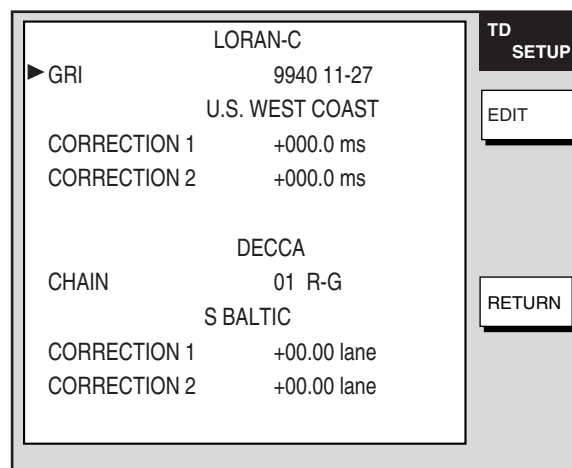 LORAN-C
GRI 9940 11-27
U.S. WEST COAST
CORRECTION 1 +000.0 ms
CORRECTION 2 +000.0 ms
DECCA
CHAIN 01 R-G
S BALTIC
CORRECTION 1 +00.00 lane
CORRECTION 2 +00.00 lane
TD
SETUP
EDIT
RETURN